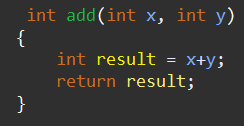 int add(int x, int y)
{
    int result = x+y;
    return result;
}